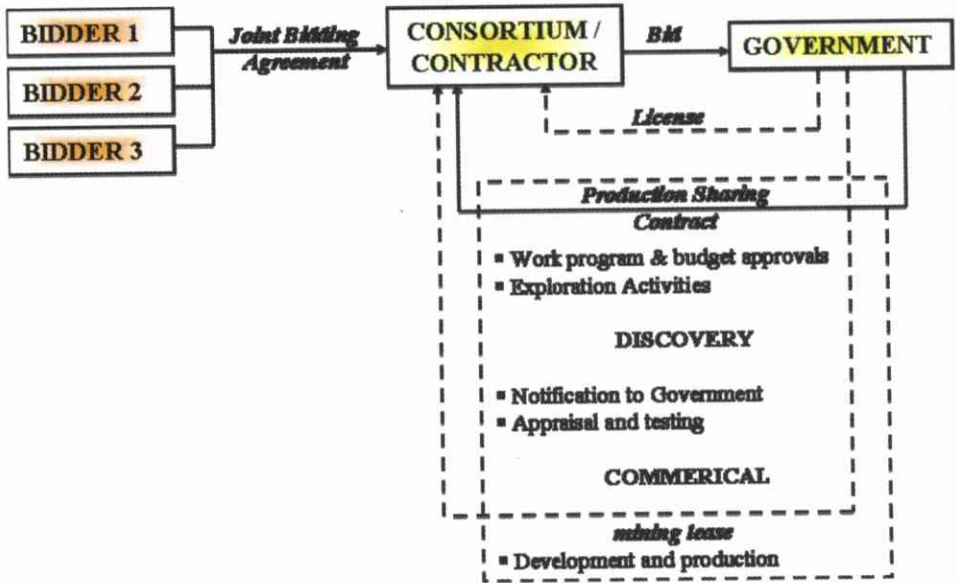 BIDDER 1
BIDDER 2
BIDDER 3
Joint Bidding
Agreement
CONSORTIUM /
CONTRACTOR
Bid
GOVERNMENT
License
Production Sharing
Contract
▪ Work program & budget approvals
▪ Exploration Activities
DISCOVERY
▪ Notification to Government
▪ Appraisal and testing
COMMERICAL
mining lease
▪ Development and production